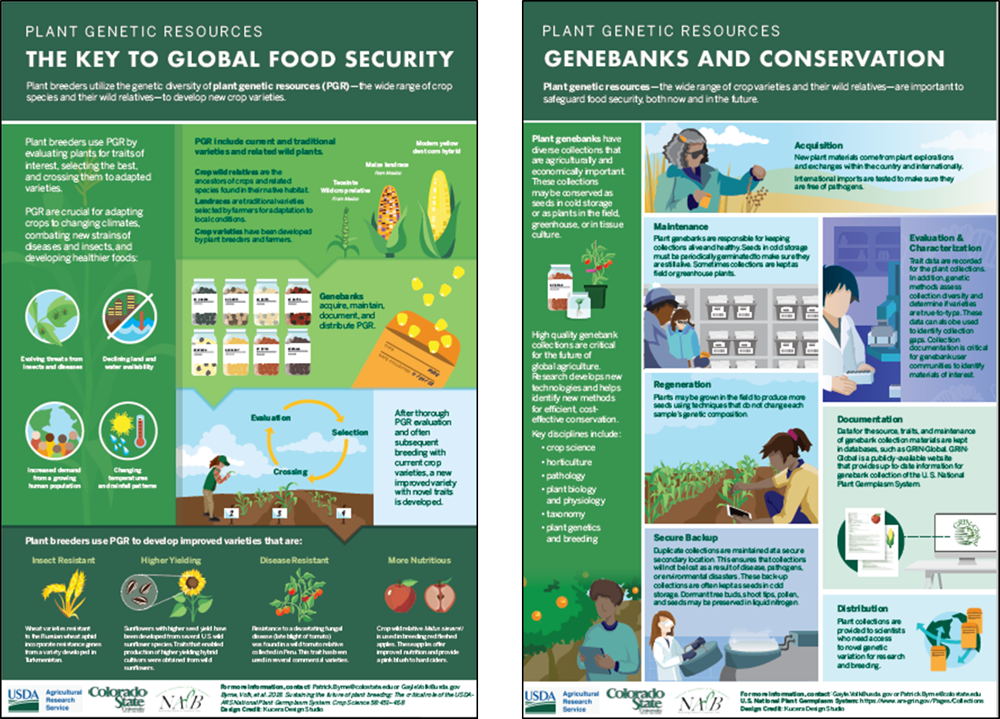 PLANT GENETIC RESOURCES
THE KEY TO GLOBAL FOOD SECURITY
Plant breeders utilize the genetic diversity of plant genetic resources (PGR)—the wide range of crop
species and their wild relatives—to develop new crop varieties.
Plant breeders use PGR by
evaluating plants for traits of
interest, selecting the best,
and crossing them to adapted
varieties.
PGR are crucial for adapting
crops to changing climates,
combating new strains of
diseases and insects, and
developing healthier foods:
Evolving threats from
insects and diseases
Declining land and
water availability
Increased demand
from a growing
human population
Changing
temperatures
and rainfall patterns
PGR include current and traditional
varieties and related wild plants.
Crop wild relatives are the
ancestors of crops and related
species found in their native habitat.
Landraces are traditional varieties
selected by farmers for adaptation to
local conditions.
Crop varieties have been developed
by plant breeders and farmers.
Teosinte
Wild crop relative
from Mexico
Maize landrace
from Mexico
Modern yellow
dent corn hybrid
Genebanks
acquire, maintain,
document, and
distribute PGR.
Evaluation
Selection
Crossing
2
3
4
After thorough
PGR evaluation
and often
subsequent
breeding with
current crop
varieties, a new
improved variety
with novel traits
is developed.
Plant breeders use PGR to develop improved varieties that are:
Insect Resistant
Wheat varieties resistant
to the Russian wheat aphid
incorporate resistance genes
from a variety developed in
Turkmenistan.
Higher Yielding
Sunflowers with higher seed yield have
been developed from several U.S. wild
sunflower species. Traits that enabled
production of higher yielding hybrid
cultivars were obtained from wild
sunflowers.
Disease Resistant
Resistance to a devastating fungal
disease (late blight of tomato)
was found in a wild tomato relative
collected in Peru. This trait has been
used in several commercial varieties.
More Nutritious
Crop wild relative Malus sieversii
is used in breeding red fleshed
apples. These apples offer
improved nutrition and provide
a pink blush to hard ciders.
USDA
Agricultural
Research
Service
Colorado
State
University
For more information, contact Patrick.Byrne@colostate.edu or Gayle.Volk@usda.gov
Byrne, Volk, et al. 2018. Sustaining the future of plant breeding: The critical role of the USDA-
ARS National Plant Germplasm System. Crop Science 58:451–468
Design Credit: Kucera Design Studio
PLANT GENETIC RESOURCES
GENEBANKS AND CONSERVATION
Plant genetic resources—the wide range of crop varieties and their wild relatives—are important to
safeguard food security, both now and in the future.
Plant genebanks have
diverse collections that
are agriculturally and
economically important.
These collections
may be conserved as
seeds in cold storage
or as plants in the field,
greenhouse, or in tissue
culture.
High quality genebank
collections are critical
for the future of
global agriculture.
Research develops new
technologies and helps
identify new methods
for efficient, cost-
effective conservation.
Key disciplines include:
• crop science
• horticulture
• pathology
• plant biology
and physiology
• taxonomy
• plant genetics
and breeding
Acquisition
New plant materials come from plant explorations
and exchanges within the country and internationally.
International imports are tested to make sure they
are free of pathogens.
Maintenance
Plant genebanks are responsible for keeping
collections alive and healthy. Seeds in cold storage
must be periodically germinated to make sure they
are still alive. Sometimes collections are kept as
field or greenhouse plants.
Evaluation &
Characterization
Trait data are recorded
for the plant collections.
In addition, genetic
methods assess
collection diversity and
determine if varieties
are true-to-type. These
data can also be used
to identify collection
gaps. Collection
documentation is critical
for genebank user
communities to identify
materials of interest.
Regeneration
Plants may be grown in the field to produce more
seeds using techniques that do not change each
sample's genetic composition.
Documentation
Data for the source, traits, and maintenance
of genebank collection materials are kept
in databases, such as GRIN-Global. GRIN-
Global is a publicly-available website
that provides up-to-date information for
genebank collection of the U. S. National
Plant Germplasm System.
Secure Backup
Duplicate collections are maintained at a secure
secondary location. This ensures that collections
will not be lost as a result of disease, pathogens,
or environmental disasters. These back-up
collections are often kept as seeds in cold
storage. Dormant tree buds, shoot tips, pollen,
and seeds may be preserved in liquid nitrogen.
Distribution
Plant collections are
provided to scientists
who need access
to novel genetic
variation for research
and breeding.
USDA
Agricultural
Research
Service
Colorado
State
University
For more information, contact Gayle.Volk@usda.gov or Patrick.Byrne@colostate.edu
U.S. National Plant Germplasm System: https://www.ars-grin.gov/Pages/Collections
Design Credit: Kucera Design Studio